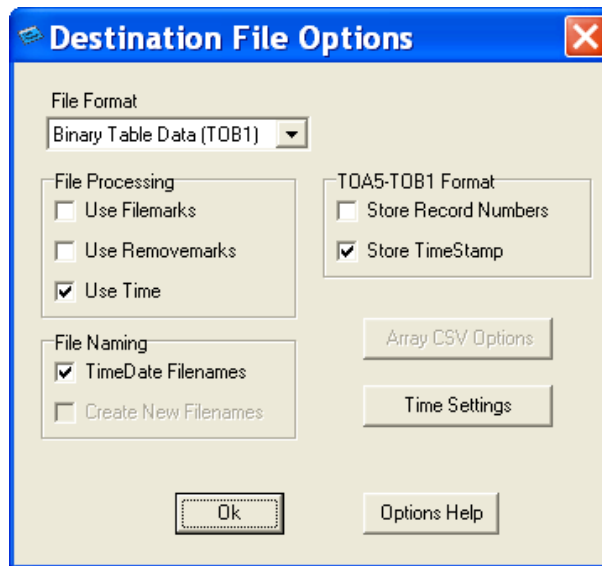 Destination File Options
File Format
Binary Table Data (TOB1)
File Processing
Use Filemarks
Use Removemarks
Use Time
TOA5-TOB1 Format
Store Record Numbers
Store TimeStamp
File Naming
TimeDate Filenames
Create New Filenames
Array CSV Options
Time Settings
Ok
Options Help